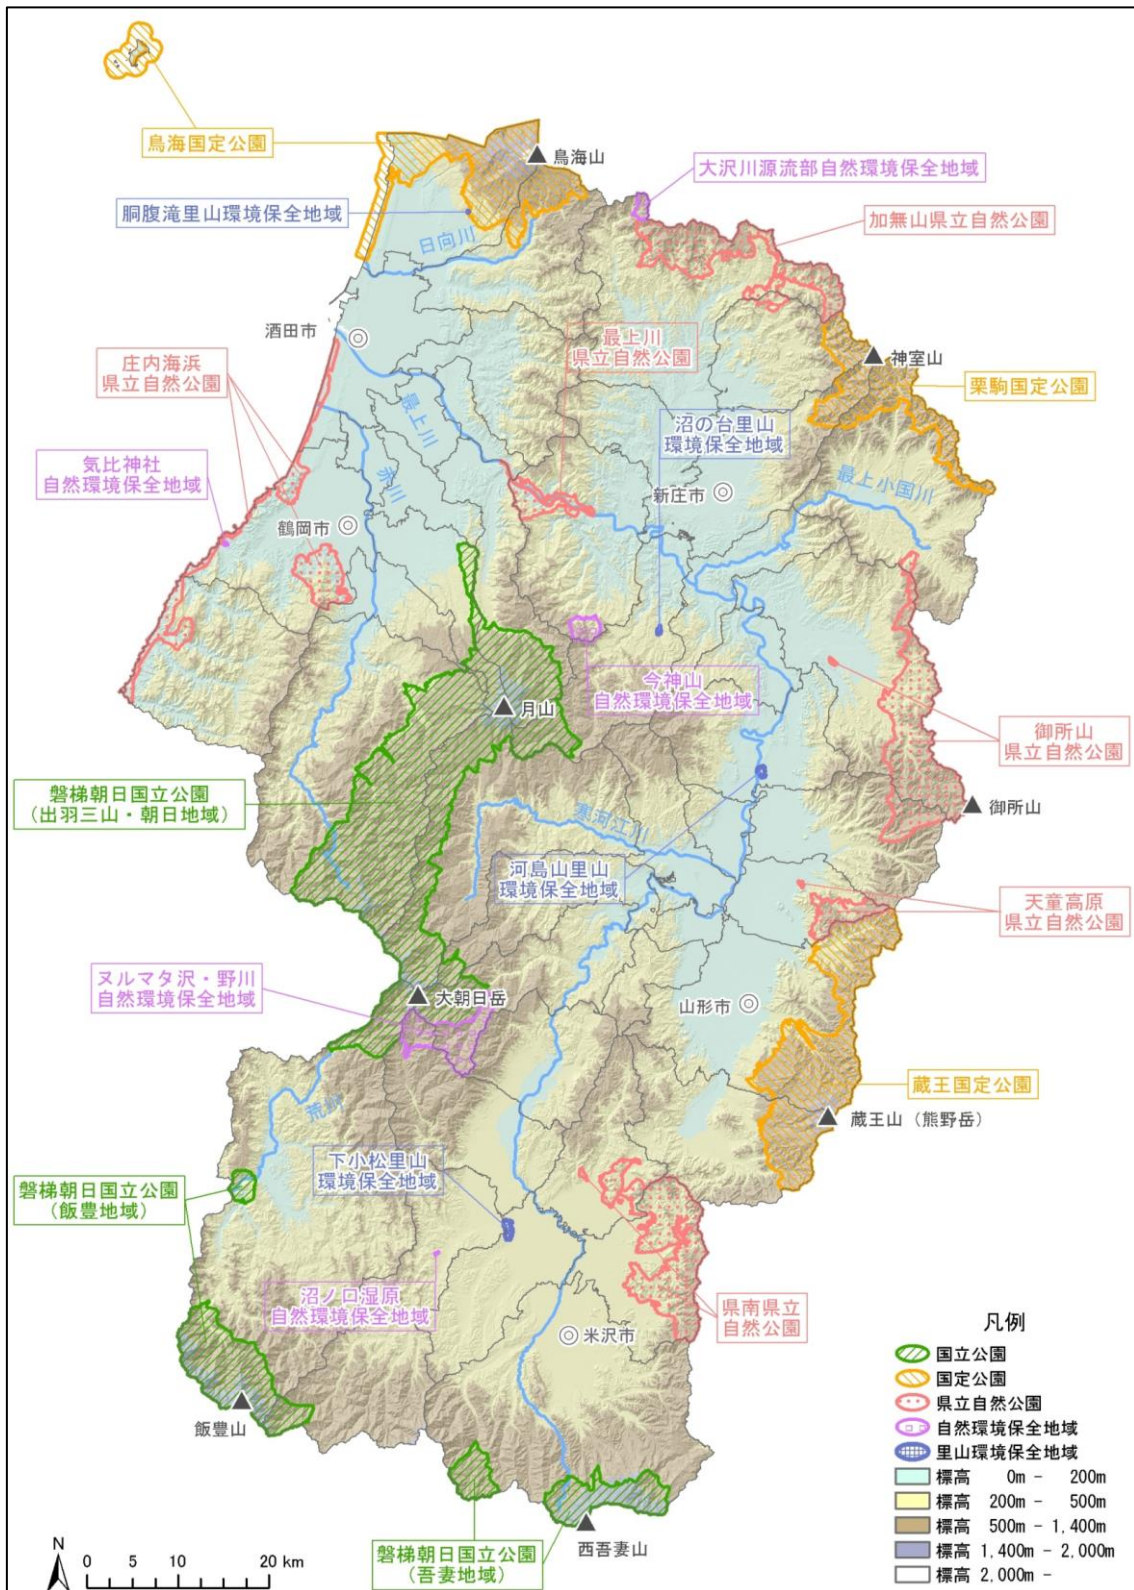 鳥海国定公園
鳥海山
大沢川源流部自然環境保全地域
胴腹滝里山環境保全地域
加無山県立自然公園
日向川
酒田市
最上川
県立自然公園
神室山
庄内海浜
県立自然公園
栗駒国定公園
最上川
沼の台里山
環境保全地域
気比神社
自然環境保全地域
赤川
新庄市
最上小国川
鶴岡市
今神山
自然環境保全地域
月山
御所山
県立自然公園
磐梯朝日国立公園
(出羽三山・朝日地域)
御所山
寒河江川
河島山里山
環境保全地域
天童高原
県立自然公園
ヌルマタ沢・野川
自然環境保全地域
大朝日岳
山形市
蔵王国定公園
荒川
蔵王山（熊野岳）
下小松里山
環境保全地域
磐梯朝日国立公園
(飯豊地域)
沼ノ口湿原
自然環境保全地域
県南県立
自然公園
米沢市
飯豊山
磐梯朝日国立公園
(吾妻地域)
西吾妻山
凡例
国立公園
国定公園
県立自然公園
自然環境保全地域
里山環境保全地域
標高 0m - 200m
標高 200m - 500m
標高 500m - 1,400m
標高 1,400m - 2,000m
標高 2,000m -
N
0 5 10 20 km